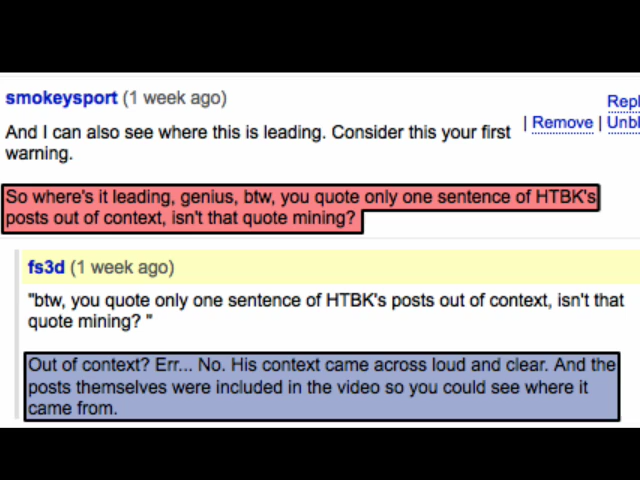 smokeysport (1 week ago)
Repl
And I can also see where this is leading. Consider this your first | Remove | Unbl
warning.
So where's it leading, genius, btw, you quote only one sentence of HTBK's
posts out of context, isn't that quote mining?
fs3d (1 week ago)
"btw, you quote only one sentence of HTBK's posts out of context, isn't that
quote mining? "
Out of context? Err... No. His context came across loud and clear. And the
posts themselves were included in the video so you could see where it
came from.